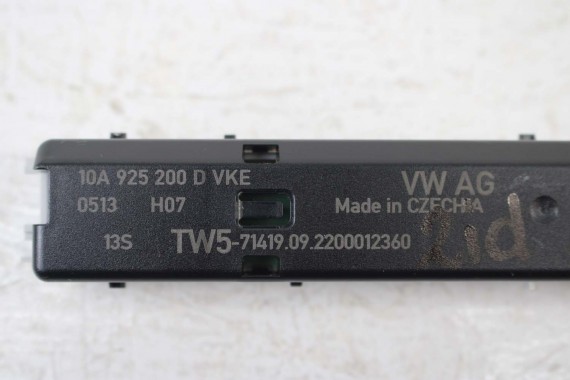 10A 925 200 D VKE
VW AG
0513 H07
Made in CZECHIA
13S
TW5-71419.09.2200012360